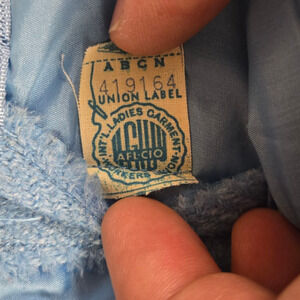 ABCN
419164
UNION LABEL
INT'L. LADIES GARMENT WORKERS UNION
ILGWU
AFL-CIO